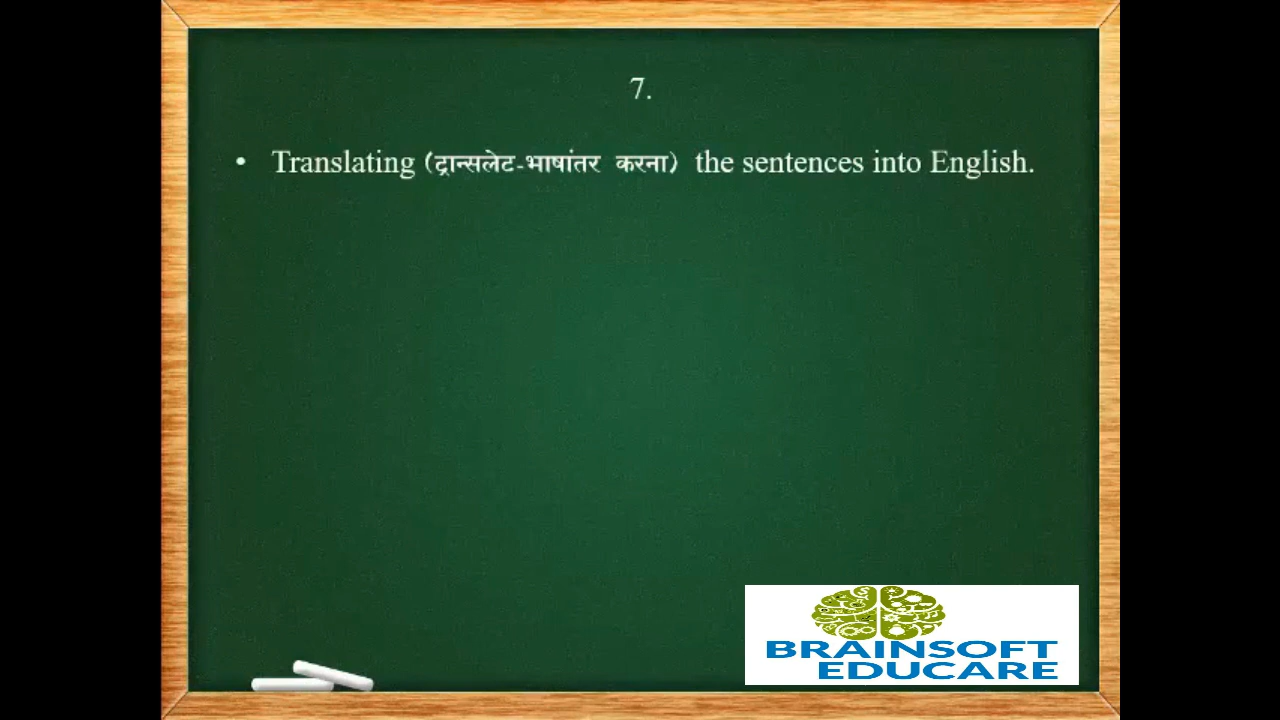 7.
• Translating (ट्रान्सलेट-भाषांतर करना) the sentences into English.
BRAINSOFT
EDUCARE